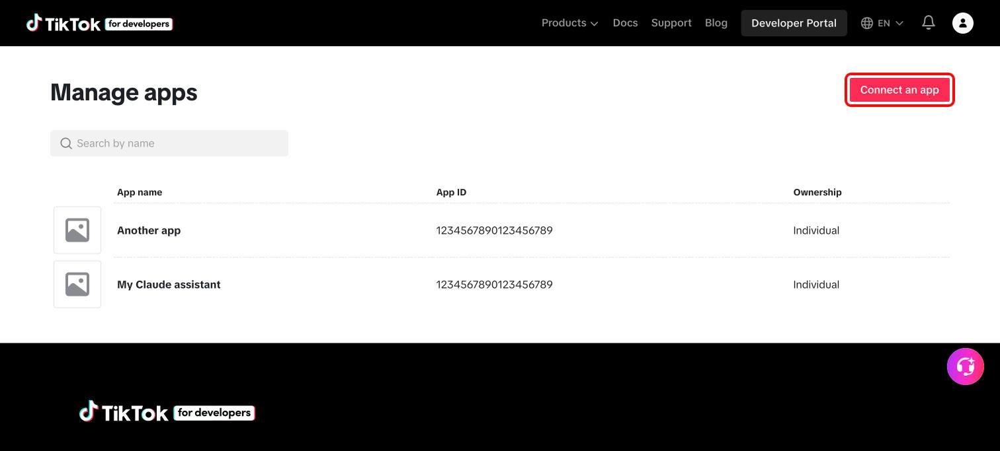 TikTok for developers
Products Docs Support Blog Developer Portal EN
Manage apps
Connect an app
Search by name
App name App ID Ownership
Another app 1234567890123456789 Individual
My Claude assistant 1234567890123456789 Individual
TikTok for developers